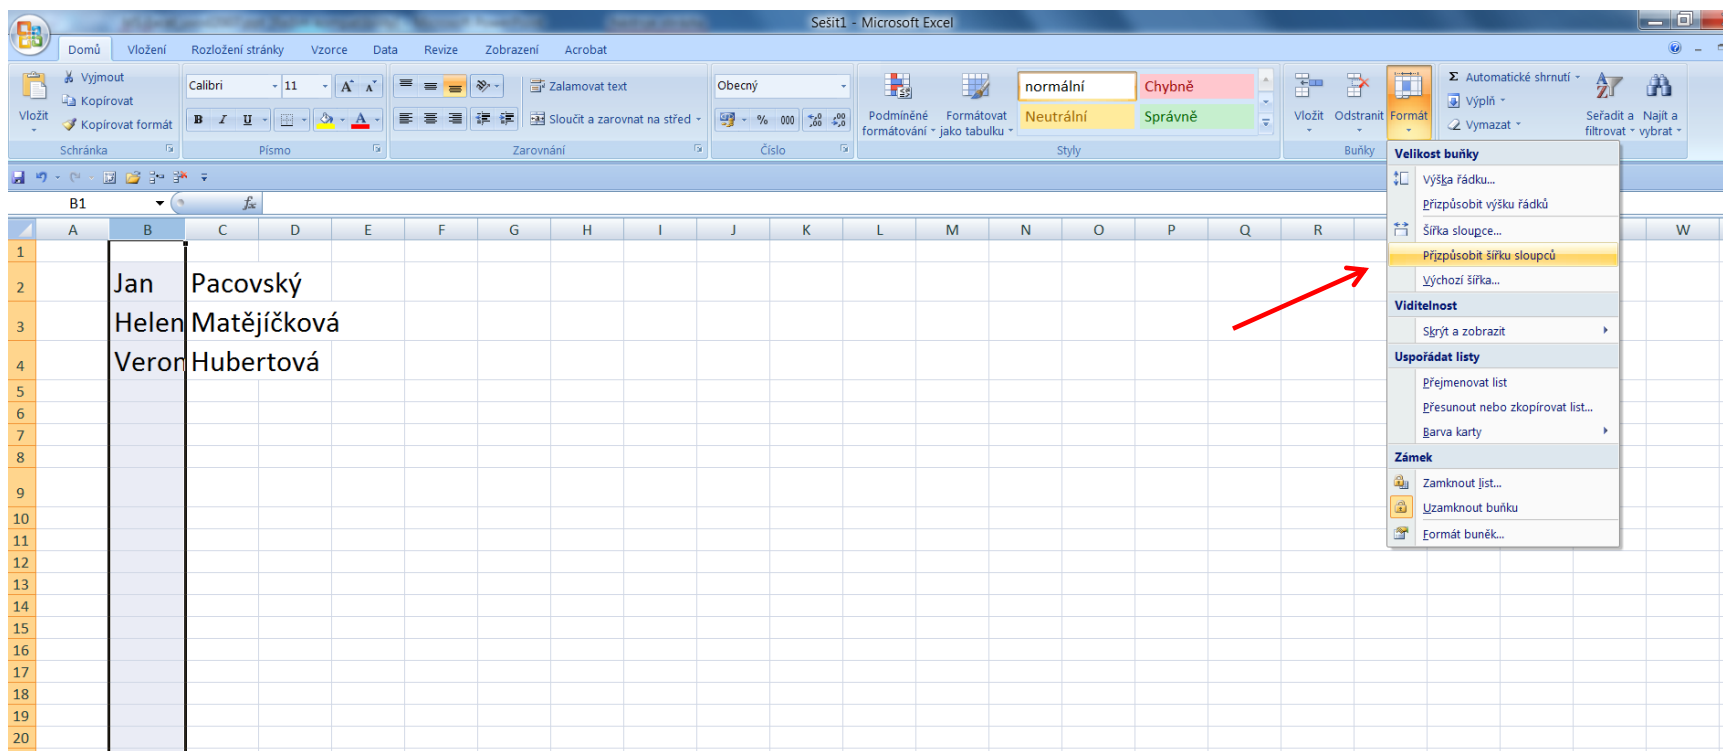 Sešit1 - Microsoft Excel
Domů Vložení Rozložení stránky Vzorce Data Revize Zobrazení Acrobat
Vložit
Vyjmout
Kopírovat
Kopírovat formát
Schránka
Calibri 11 A A
B I U A
Písmo
Zalamovat text
Sloučit a zarovnat na střed
Zarovnání
Obecný
% 000 ,00 ,00
Číslo
Podmíněné formátování
Formátovat jako tabulku
normální Chybně
Neutrální Správně
Styly
Vložit Odstranit Formát
Buňky
Σ Automatické shrnutí
Výplň
Vymazat
Seřadit a filtrovat
Najít a vybrat
B1 fx
A B C D E F G H I J K L M N O P Q R W
1
2 Jan Pacovský
3 Helen Matějíčková
4 Veron Hubertová
5
6
7
8
9
10
11
12
13
14
15
16
17
18
19
20
Velikost buňky
Výška řádku...
Přizpůsobit výšku řádků
Šířka sloupce...
Přizpůsobit šířku sloupců
Výchozí šířka...
Viditelnost
Skrýt a zobrazit
Uspořádat listy
Přejmenovat list
Přesunout nebo zkopírovat list...
Barva karty
Zámek
Zamknout list...
Uzamknout buňku
Formát buněk...